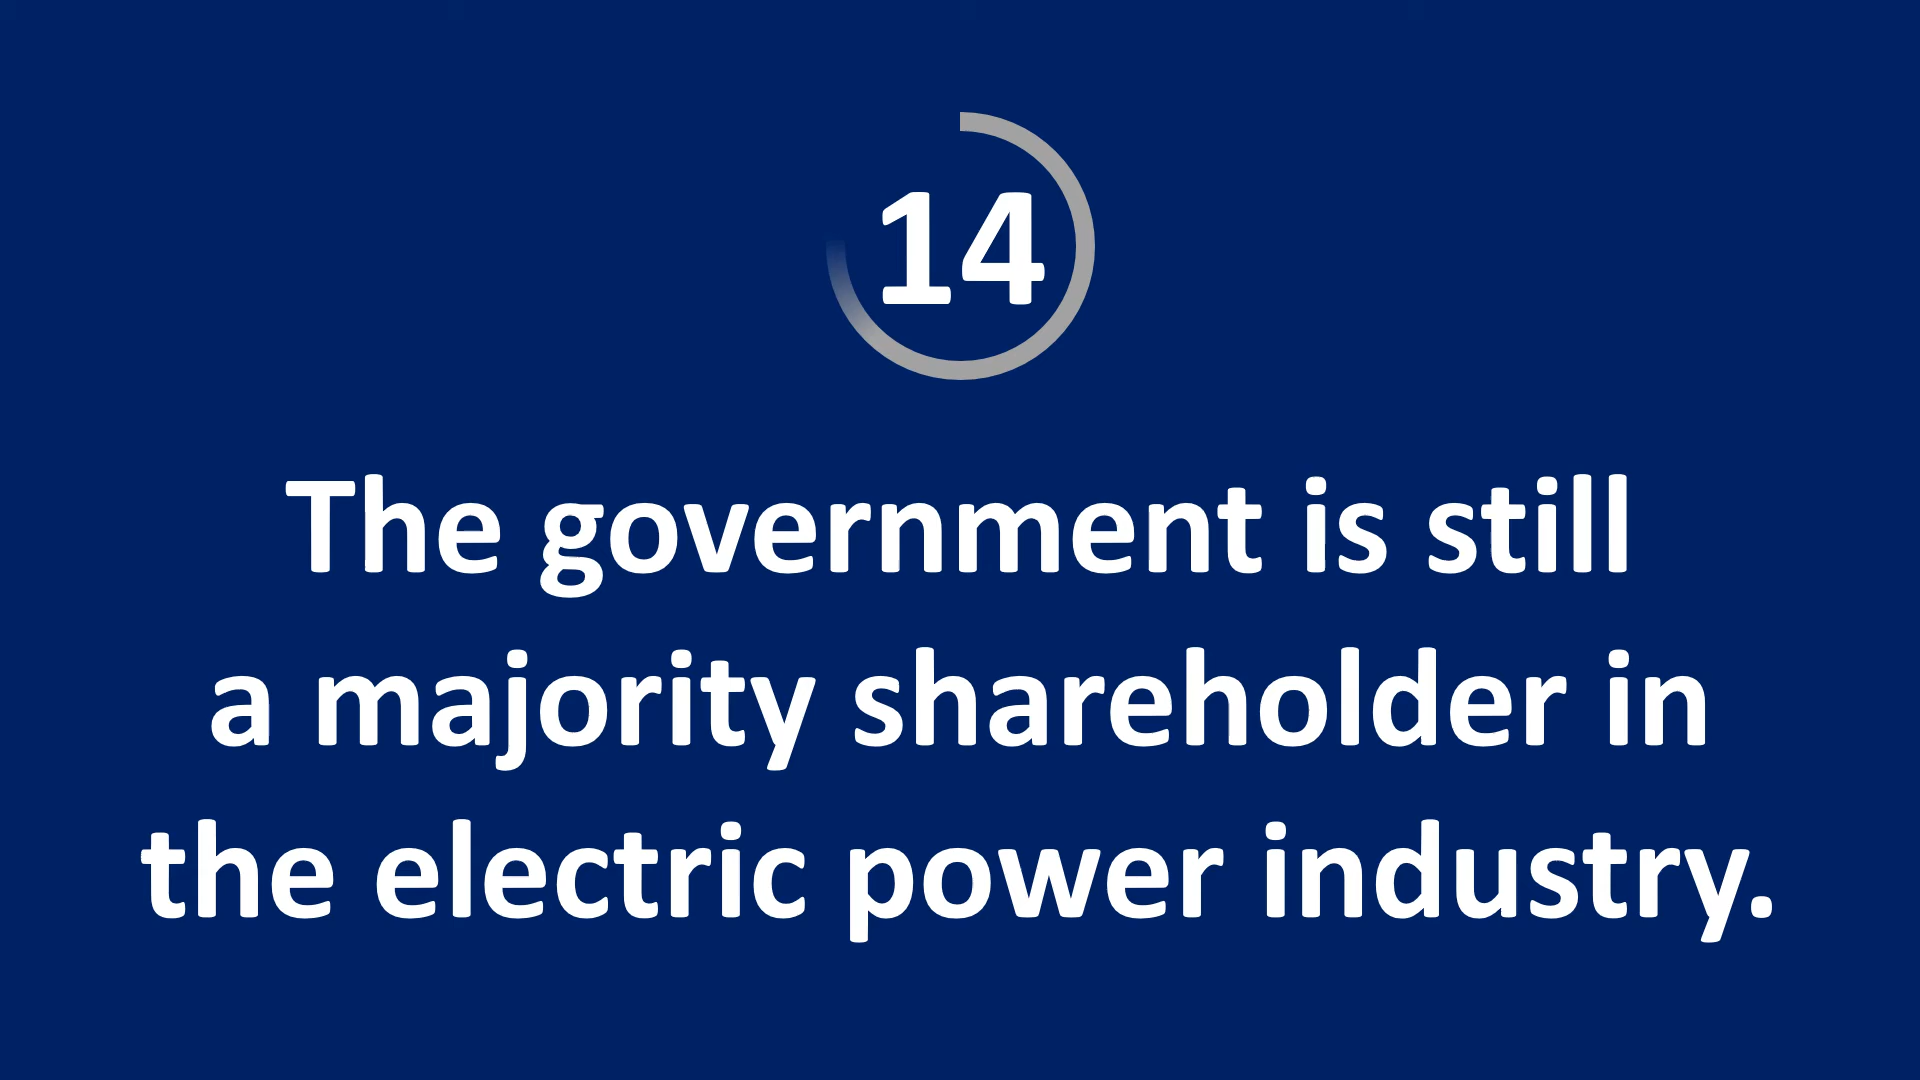 14
The government is still
a majority shareholder in
the electric power industry.